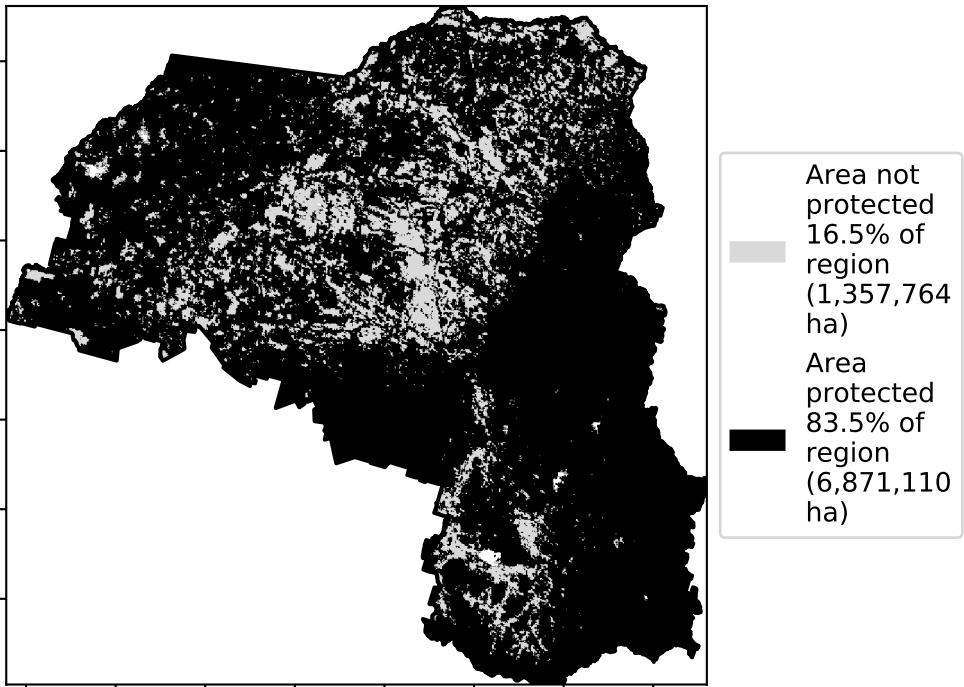 Area not
protected
16.5% of
region
(1,357,764
ha)
Area
protected
83.5% of
region
(6,871,110
ha)